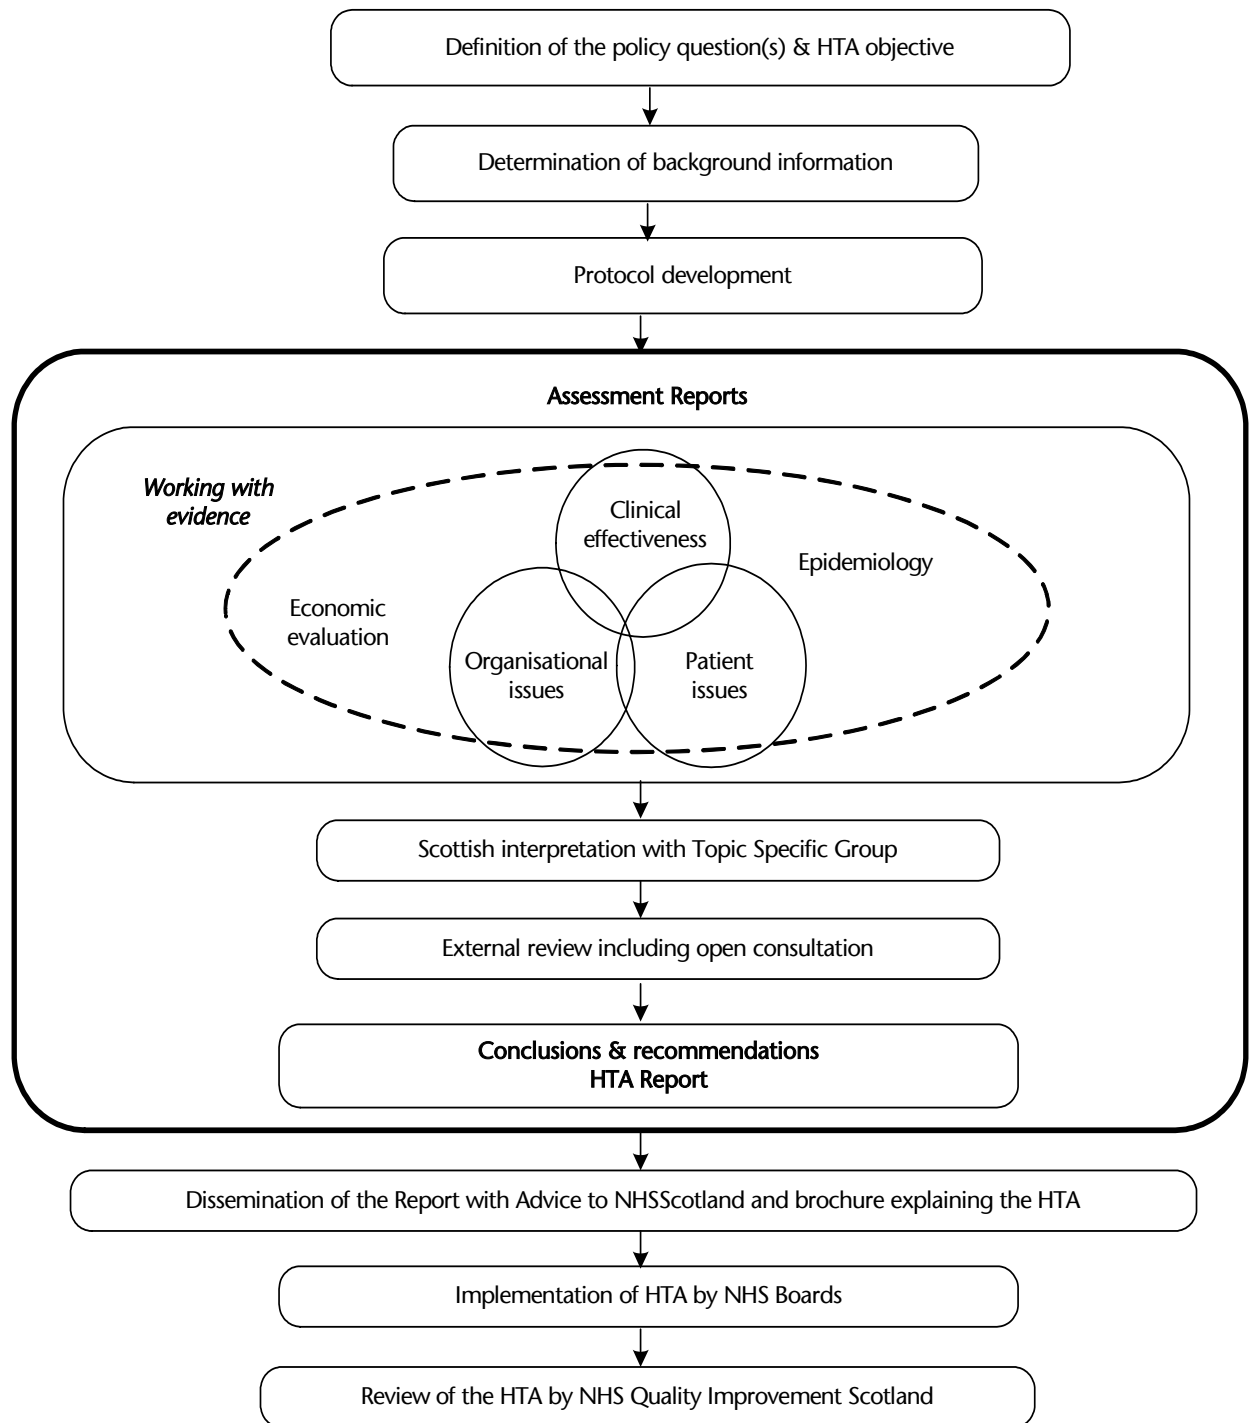 Definition of the policy question(s) & HTA objective
Determination of background information
Protocol development
Assessment Reports
Working with
evidence
Clinical
effectiveness
Epidemiology
Economic
evaluation
Organisational
issues
Patient
issues
Scottish interpretation with Topic Specific Group
External review including open consultation
Conclusions & recommendations
HTA Report
Dissemination of the Report with Advice to NHSScotland and brochure explaining the HTA
Implementation of HTA by NHS Boards
Review of the HTA by NHS Quality Improvement Scotland